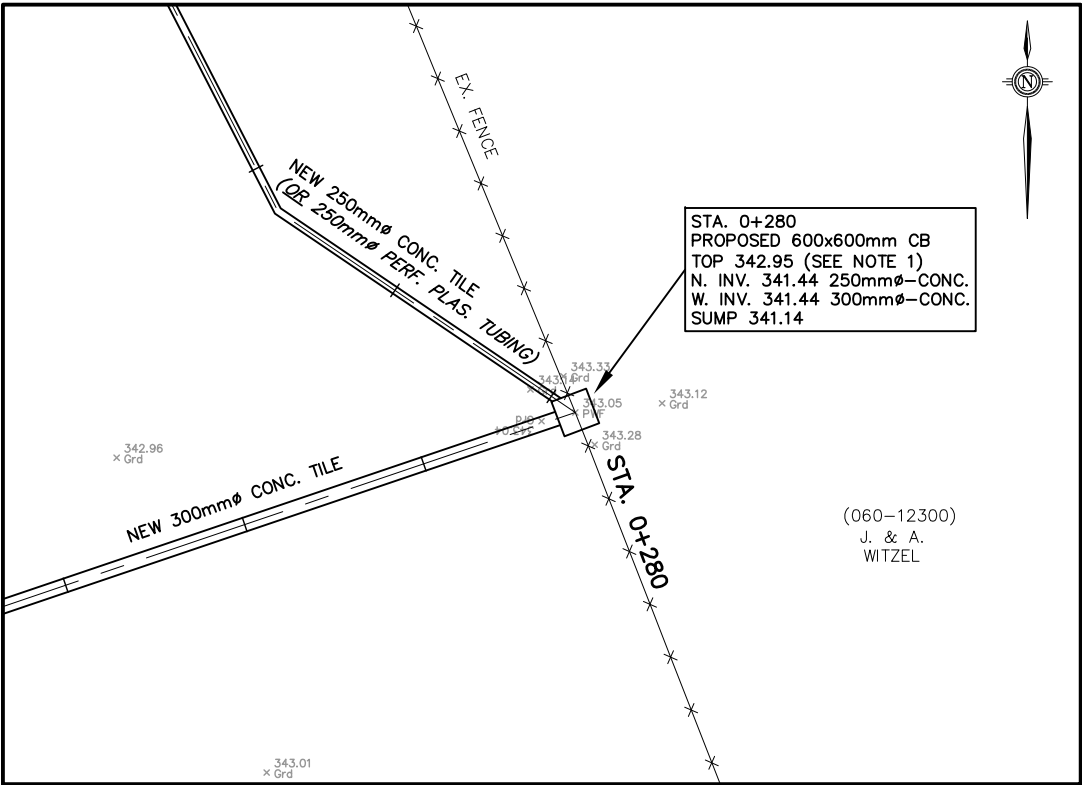 EX. FENCE
N
NEW 250mmø CONC. TILE
(OR 250mmø PERF. PLAS. TUBING)
STA. 0+280
PROPOSED 600x600mm CB
TOP 342.95 (SEE NOTE 1)
N. INV. 341.44 250mmø-CONC.
W. INV. 341.44 300mmø-CONC.
SUMP 341.14
343.33
Grd
343.14
343.12
Grd
343.05
343.28
Grd
342.96
Grd
NEW 300mmø CONC. TILE
STA. 0+280
(060-12300)
J. & A.
WITZEL
343.01
Grd